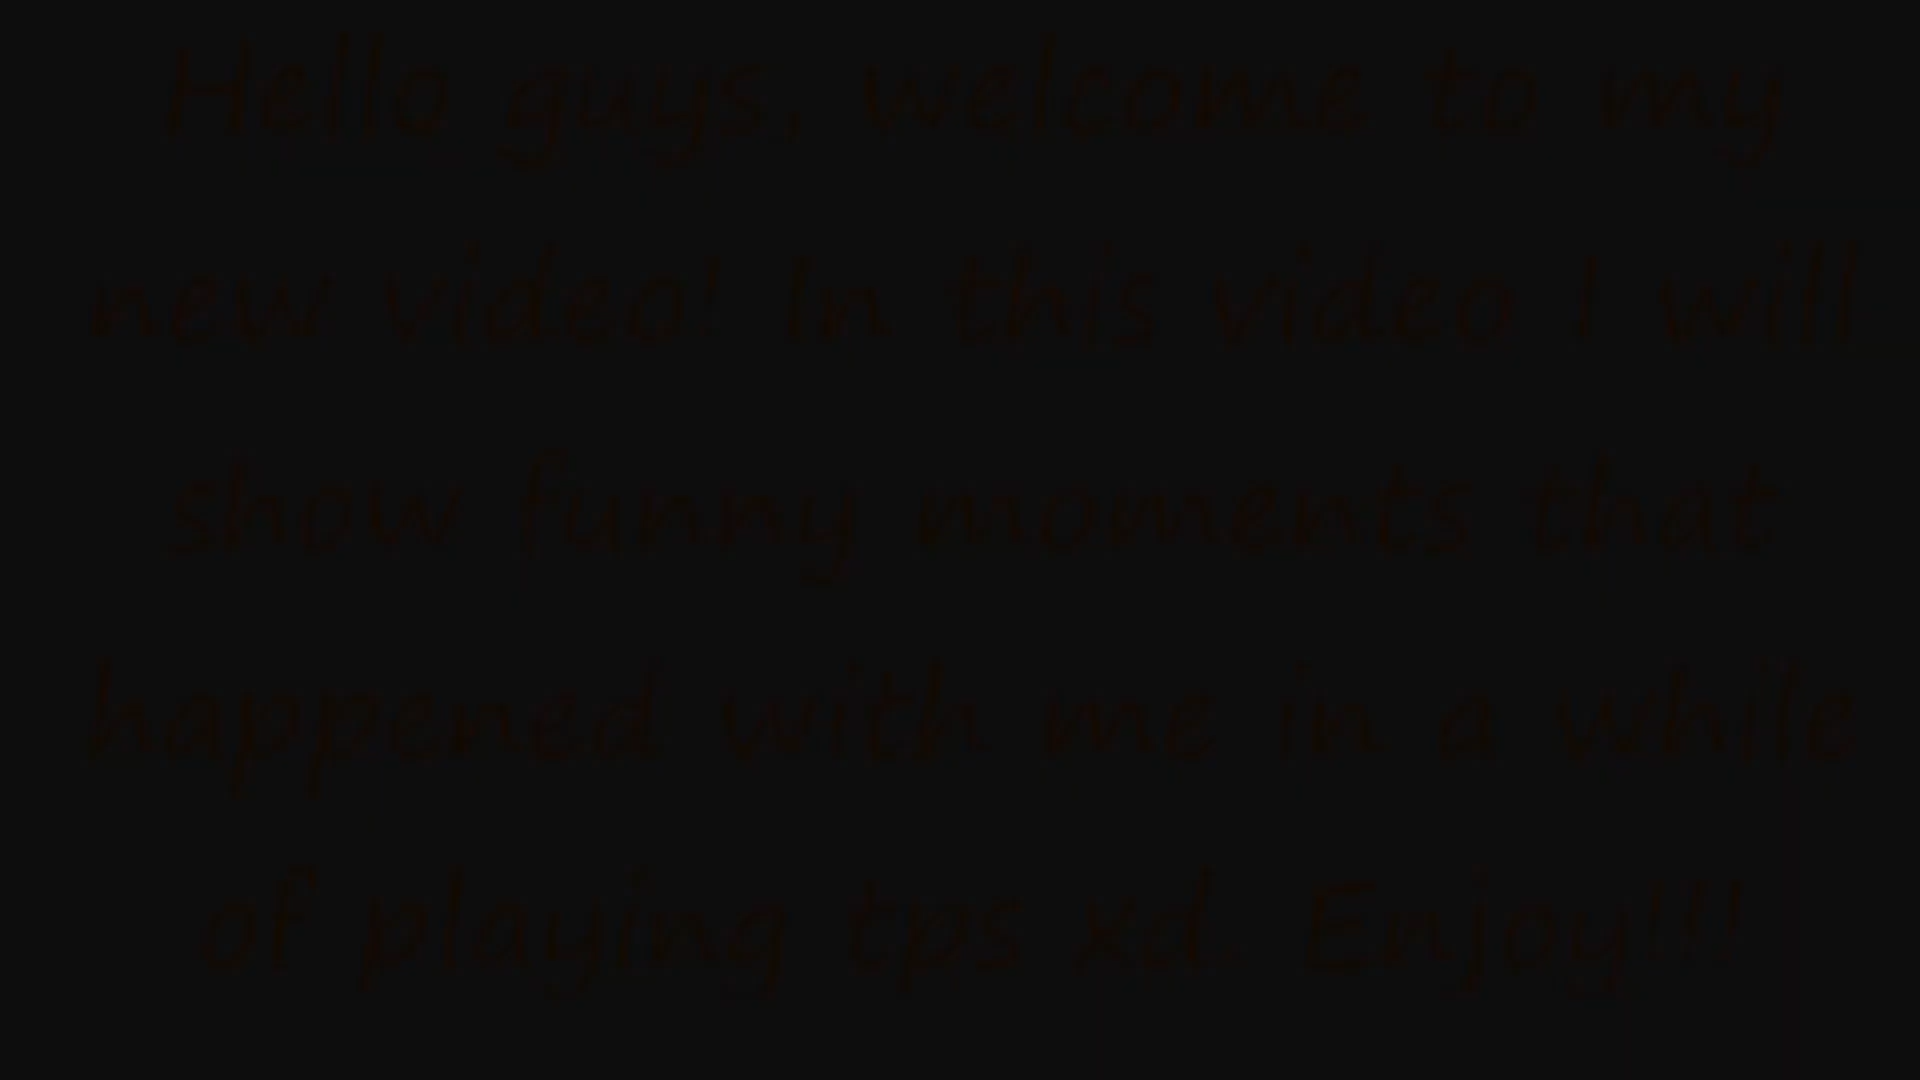 Hello guys, welcome to my
new video! In this video I will
show funny moments that
happened with me in a while
of playing tps xd. Enjoy!!!